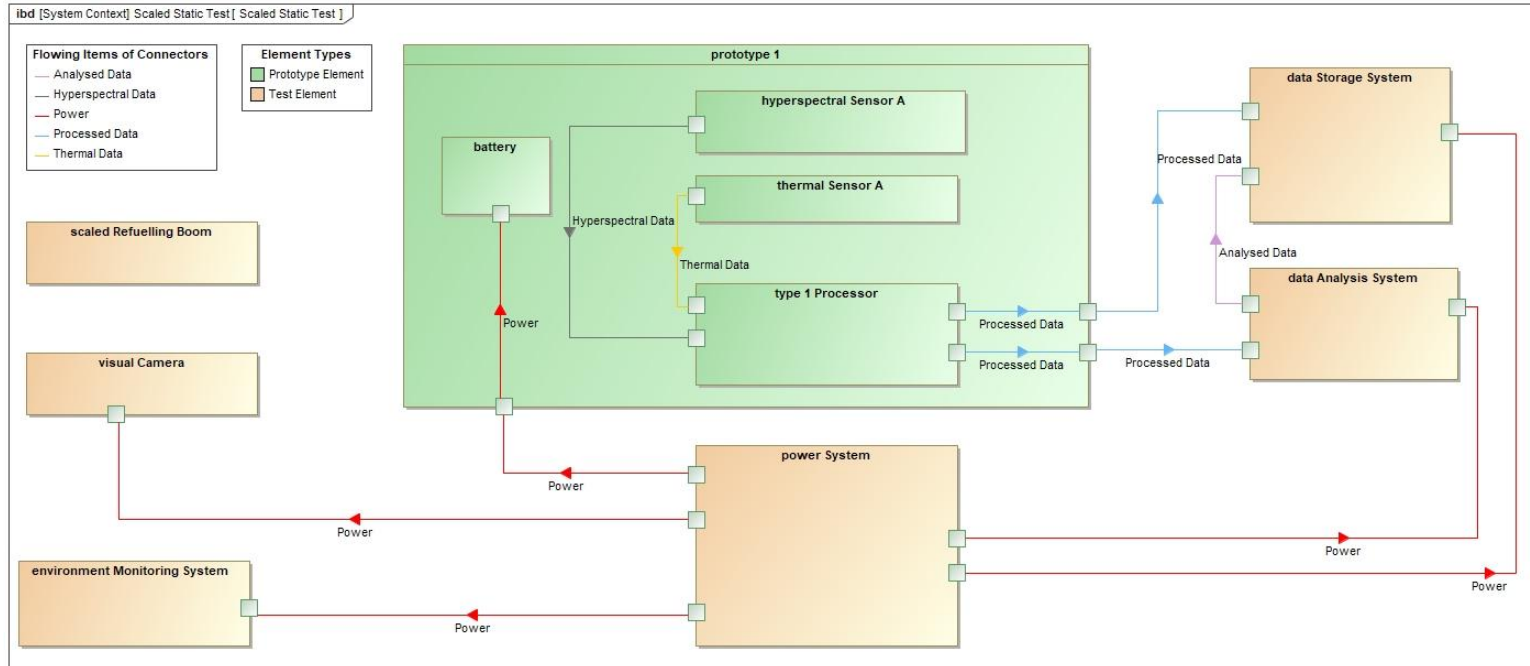 ibd [System Context] Scaled Static Test [ Scaled Static Test ]
Flowing Items of Connectors
Analysed Data
Hyperspectral Data
Power
Processed Data
Thermal Data
Element Types
Prototype Element
Test Element
prototype 1
data Storage System
hyperspectral Sensor A
battery
Processed Data
thermal Sensor A
Hyperspectral Data
scaled Refuelling Boom
Analysed Data
Thermal Data
data Analysis System
type 1 Processor
Power
Processed Data
visual Camera
Processed Data
Processed Data
power System
Power
Power
Power
environment Monitoring System
Power
Power